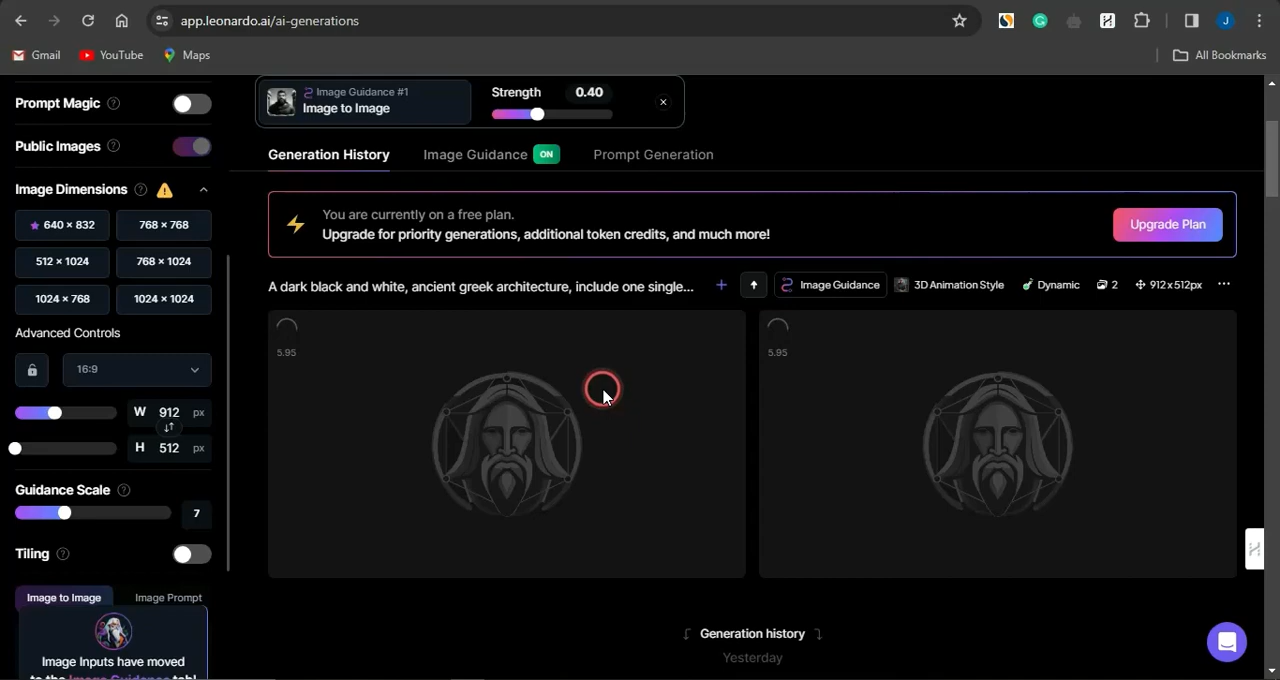 app.leonardo.ai/ai-generations
J
Gmail
YouTube
Maps
All Bookmarks
Prompt Magic ?
Public Images ?
Image Dimensions ?
640 × 832
768 × 768
512 × 1024
768 × 1024
1024 × 768
1024 × 1024
Advanced Controls
16:9
W 912 px
H 512 px
Guidance Scale ?
7
Tiling ?
Image to Image
Image Prompt
Image Inputs have moved
to the Image Guidance tab!
Image Guidance #1
Image to Image
Strength 0.40
Generation History
Image Guidance ON
Prompt Generation
You are currently on a free plan.
Upgrade for priority generations, additional token credits, and much more!
Upgrade Plan
A dark black and white, ancient greek architecture, include one single...
Image Guidance
3D Animation Style
Dynamic
2
912x512px
5.95
5.95
Generation history
Yesterday